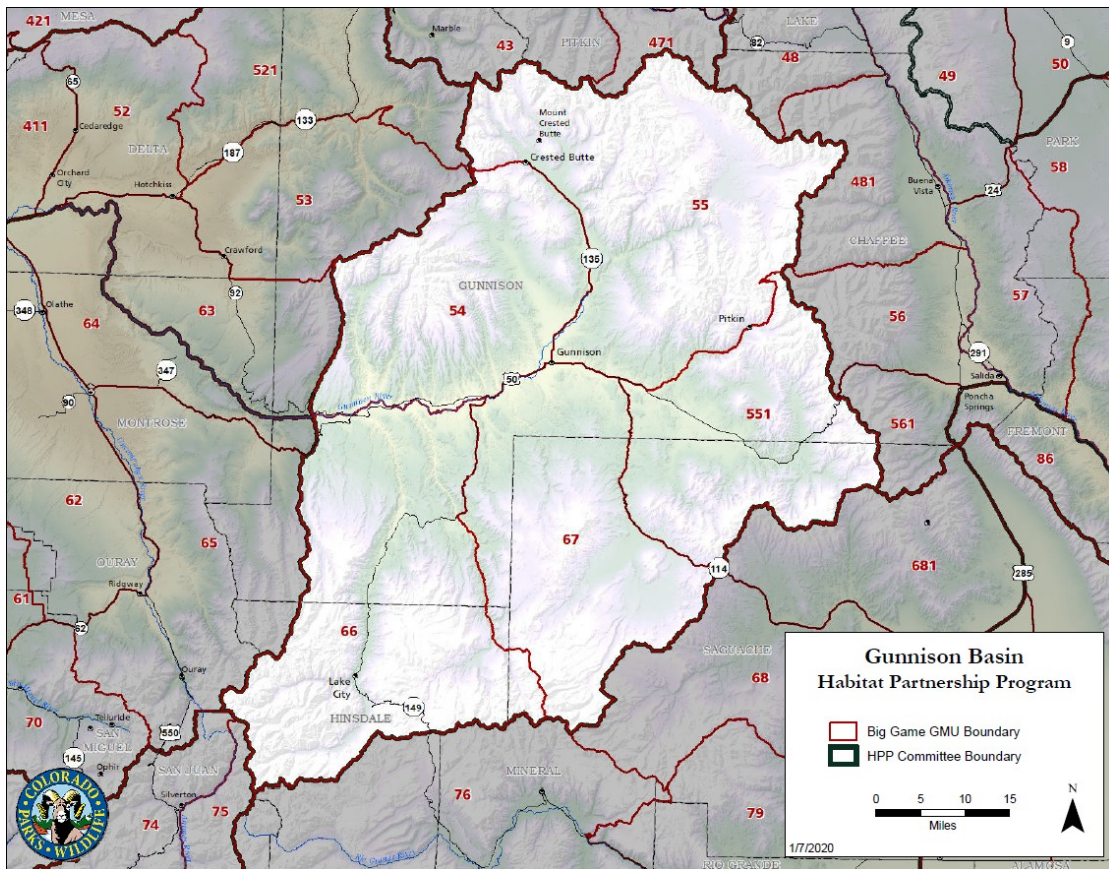 421
MESA
Marble
43
PITKIN
471
LAKE
82
48
49
9
50
65
52
521
411
Cedaredge
133
DELTA
187
Mount
Crested
Butte
Crested Butte
PARK
58
481
Buena
Vista
24
Orchard
City
Hotchkiss
53
55
CHAFFEE
Crawford
135
GUNNISON
92
63
57
348
Olathe
64
54
Pitkin
56
347
Gunnison
291
Salida
50
90
Gunnison River
Poncha
Springs
551
561
FREMONT
86
MONTROSE
62
65
67
681
OURAY
114
285
Ridgway
61
62
66
SAGUACHE
68
Ouray
Lake
City
149
HINSDALE
70
Telluride
SAN
MIGUEL
550
145
Ophir
SAN JUAN
Silverton
74
75
76
MINERAL
79
RIO GRANDE
ALAMOSA
Gunnison Basin
Habitat Partnership Program
Big Game GMU Boundary
HPP Committee Boundary
N
0 5 10 15
Miles
1/7/2020
COLORADO
PARKS • WILDLIFE